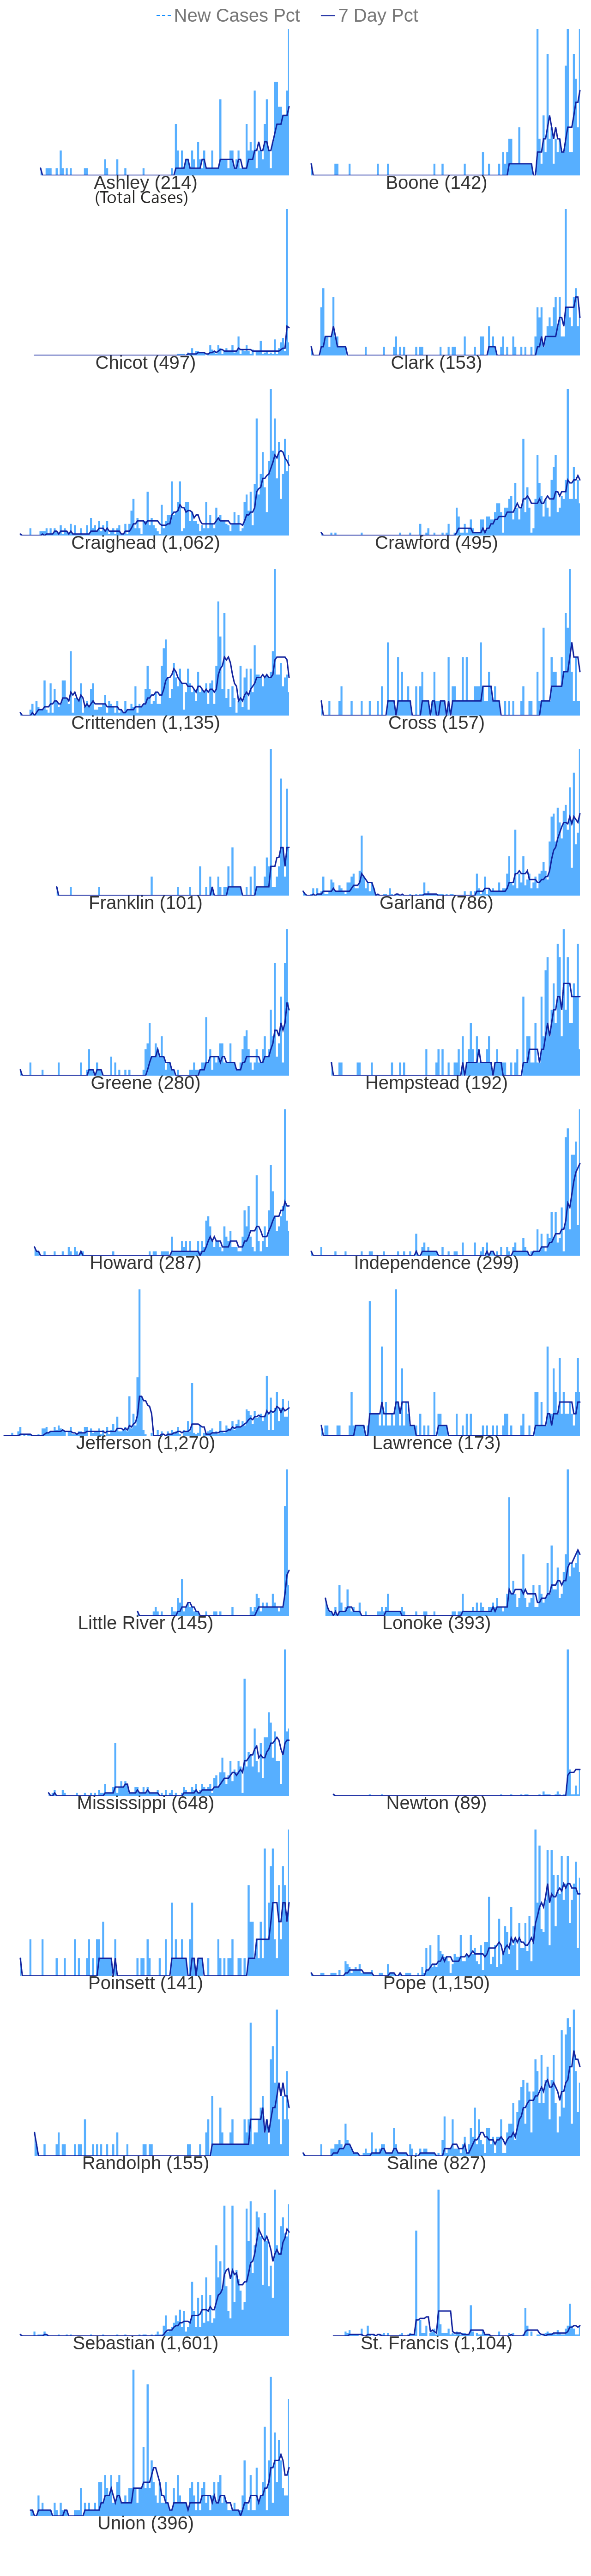 New Cases Pct 7 Day Pct
Ashley (214) Boone (142)
(Total Cases)
Chicot (497) Clark (153)
Craighead (1,062) Crawford (495)
Crittenden (1,135) Cross (157)
Franklin (101) Garland (786)
Greene (280) Hempstead (192)
Howard (287) Independence (299)
Jefferson (1,270) Lawrence (173)
Little River (145) Lonoke (393)
Mississippi (648) Newton (89)
Poinsett (141) Pope (1,150)
Randolph (155) Saline (827)
Sebastian (1,601) St. Francis (1,104)
Union (396)